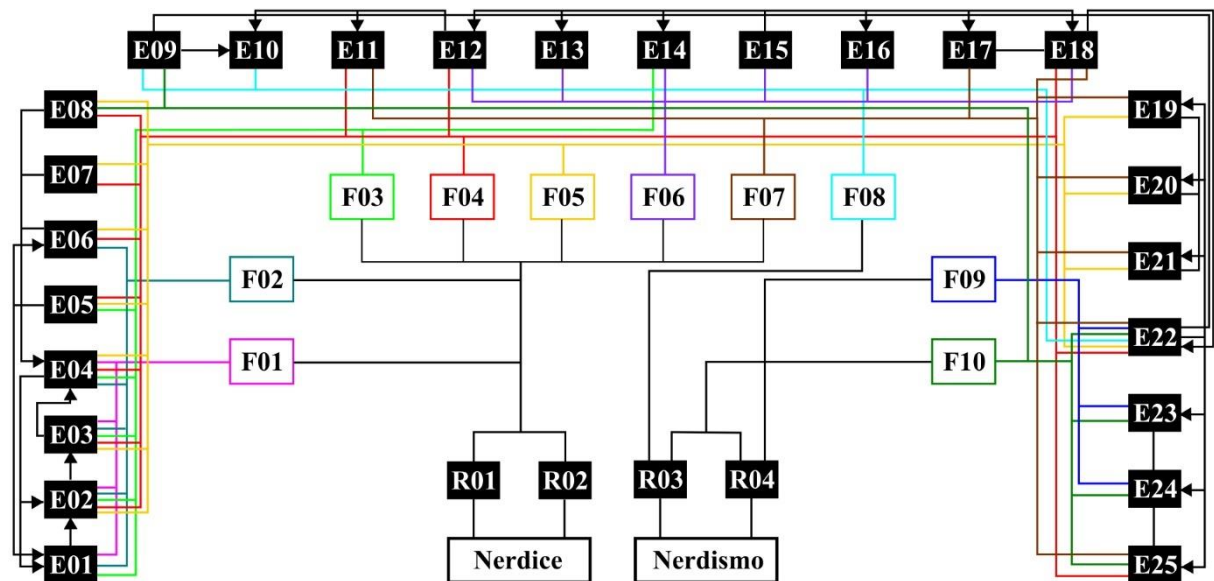 E09 E10 E11 E12 E13 E14 E15 E16 E17 E18
E08 E19
E07 E20
F03 F04 F05 F06 F07 F08
E06 E21
F02 F09
E05 E22
E04 F01 F10
E03 E23
R01 R02 R03 R04
E02 E24
Nerdice Nerdismo
E01 E25